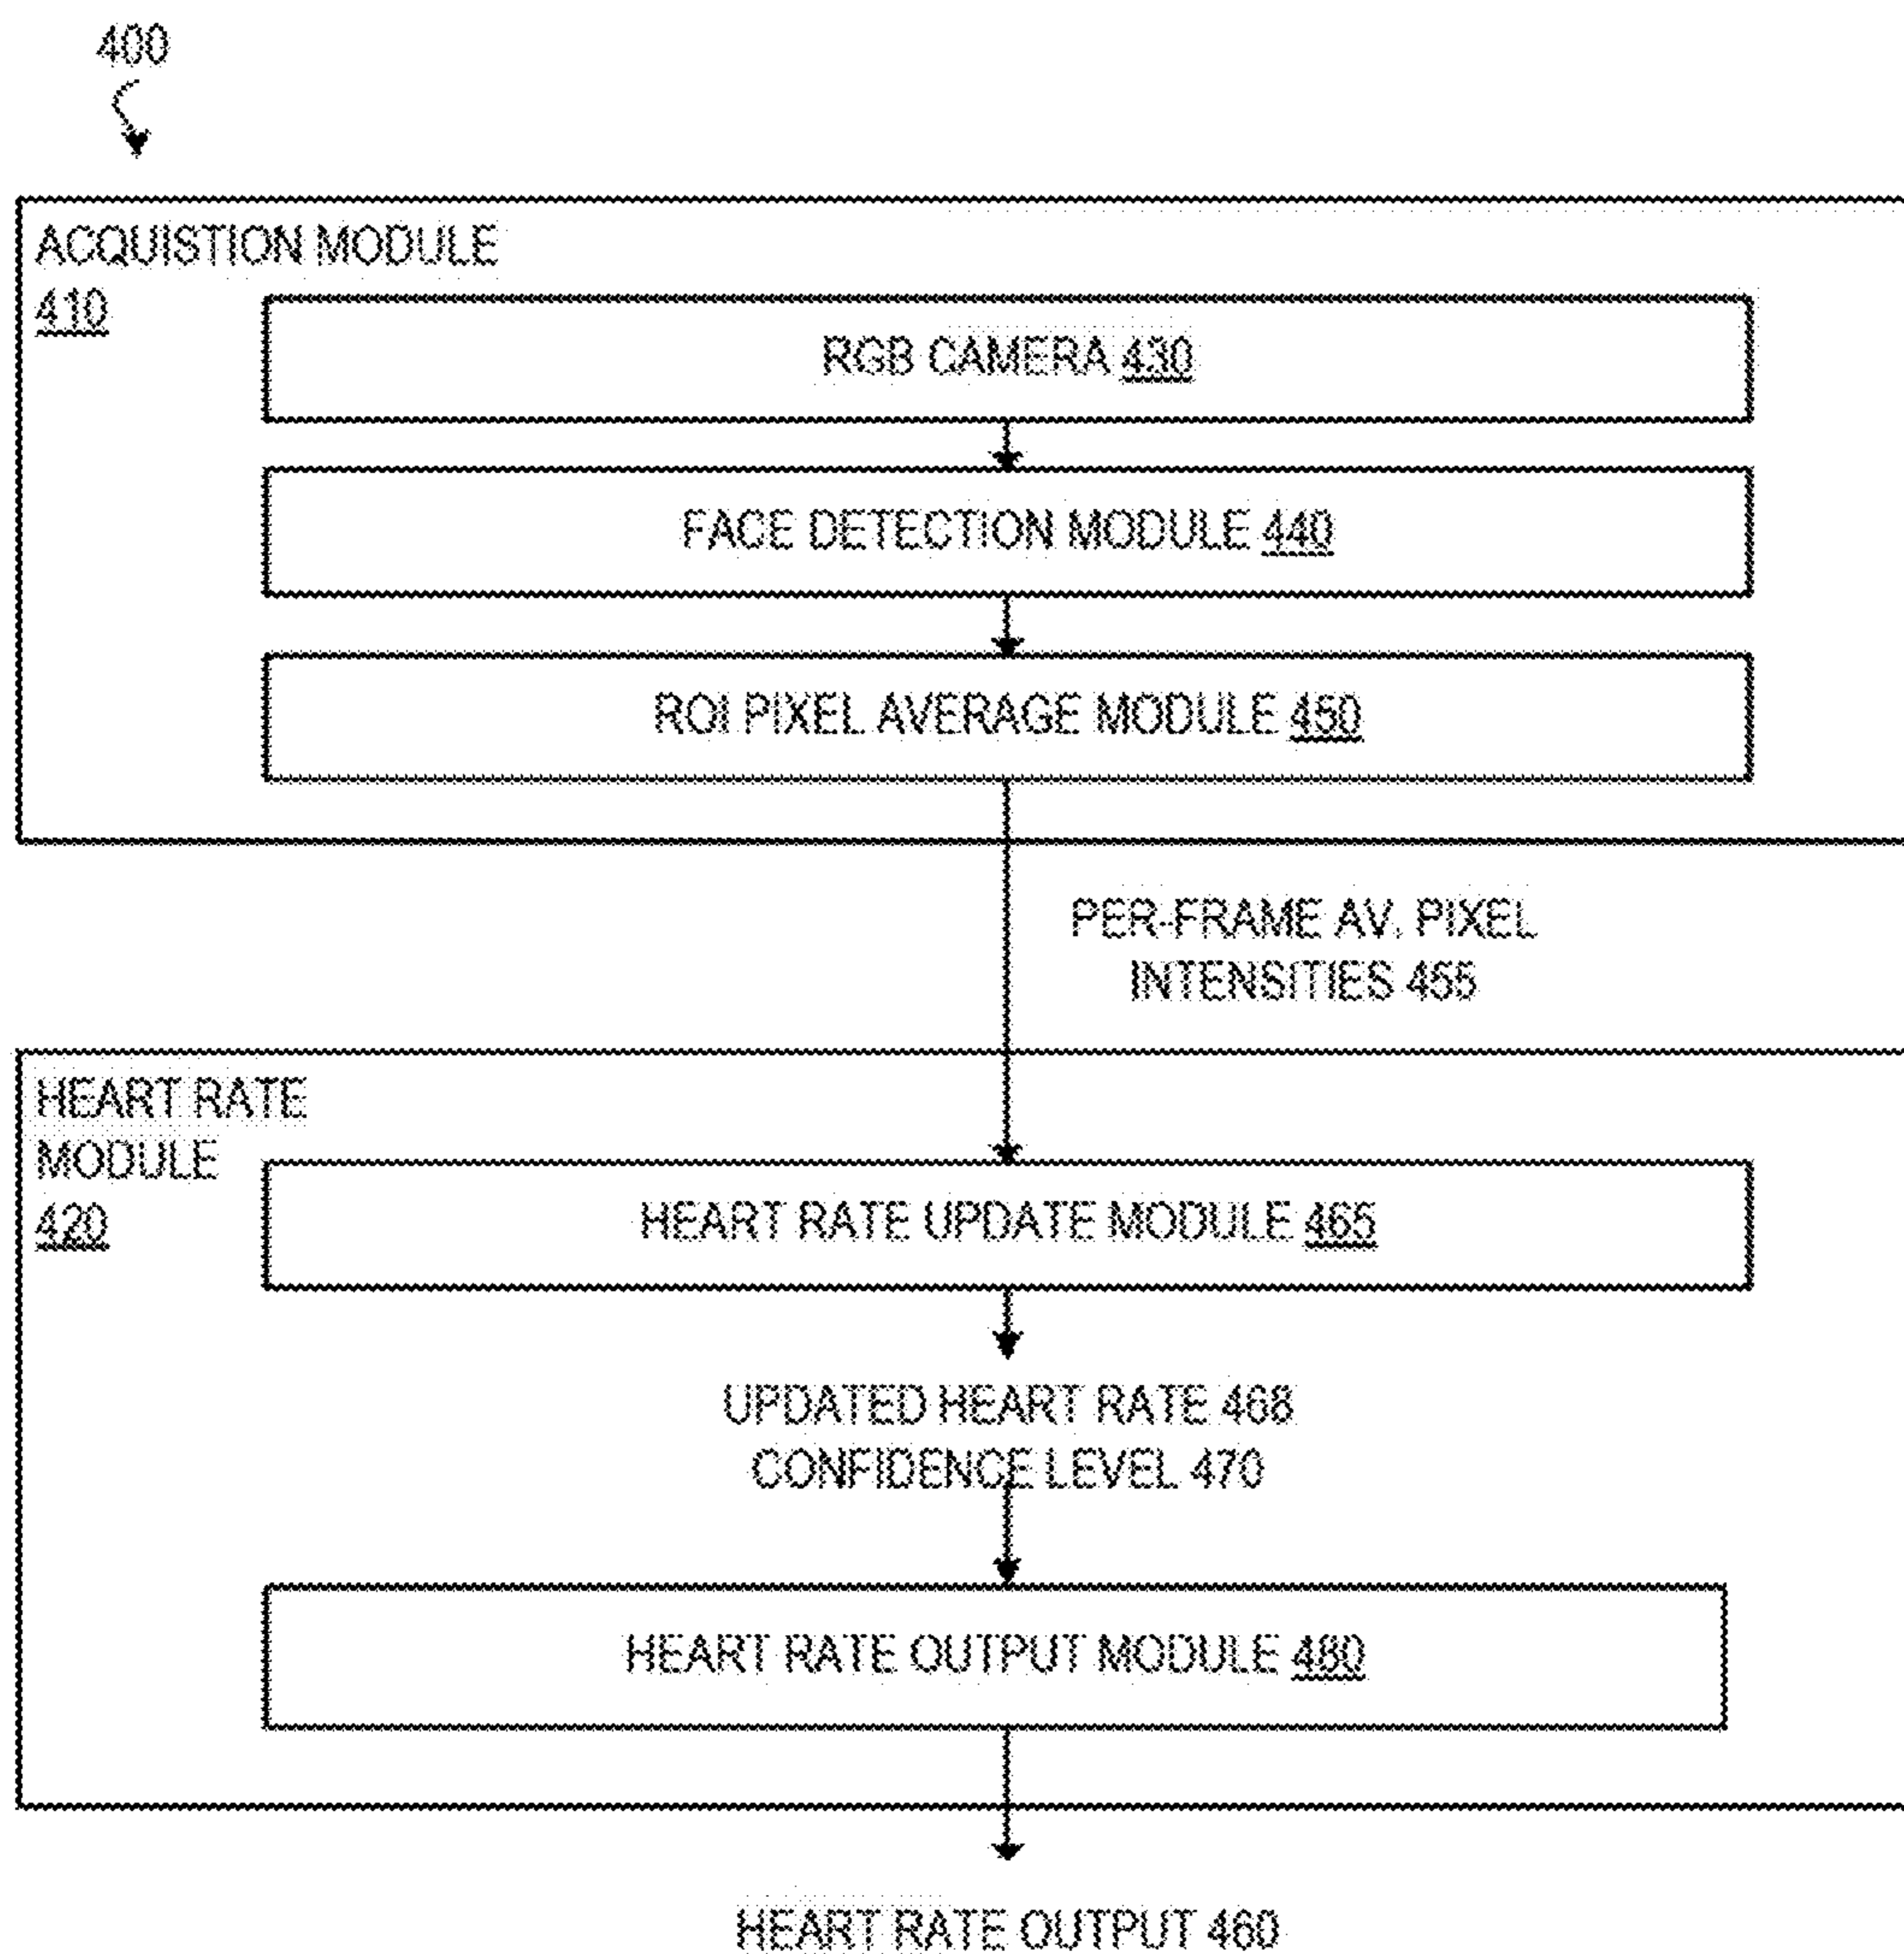 400
ACQUISTION MODULE
410
RGB CAMERA 430
FACE DETECTION MODULE 440
ROI PIXEL AVERAGE MODULE 450
PER-FRAME AV. PIXEL
INTENSITIES 455
HEART RATE
MODULE
420
HEART RATE UPDATE MODULE 465
UPDATED HEART RATE 468
CONFIDENCE LEVEL 470
HEART RATE OUTPUT MODULE 480
HEART RATE OUTPUT 460